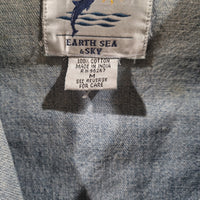 EARTH SEA
& SKY
100% COTTON
MADE IN INDIA
M
SEE REVERSE
FOR CARE